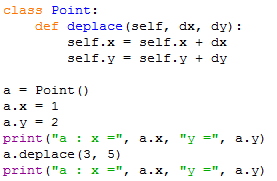 class Point:
    def deplace(self, dx, dy):
        self.x = self.x + dx
        self.y = self.y + dy

a = Point()
a.x = 1
a.y = 2
print("a : x =", a.x, "y =", a.y)
a.deplace(3, 5)
print("a : x =", a.x, "y =", a.y)